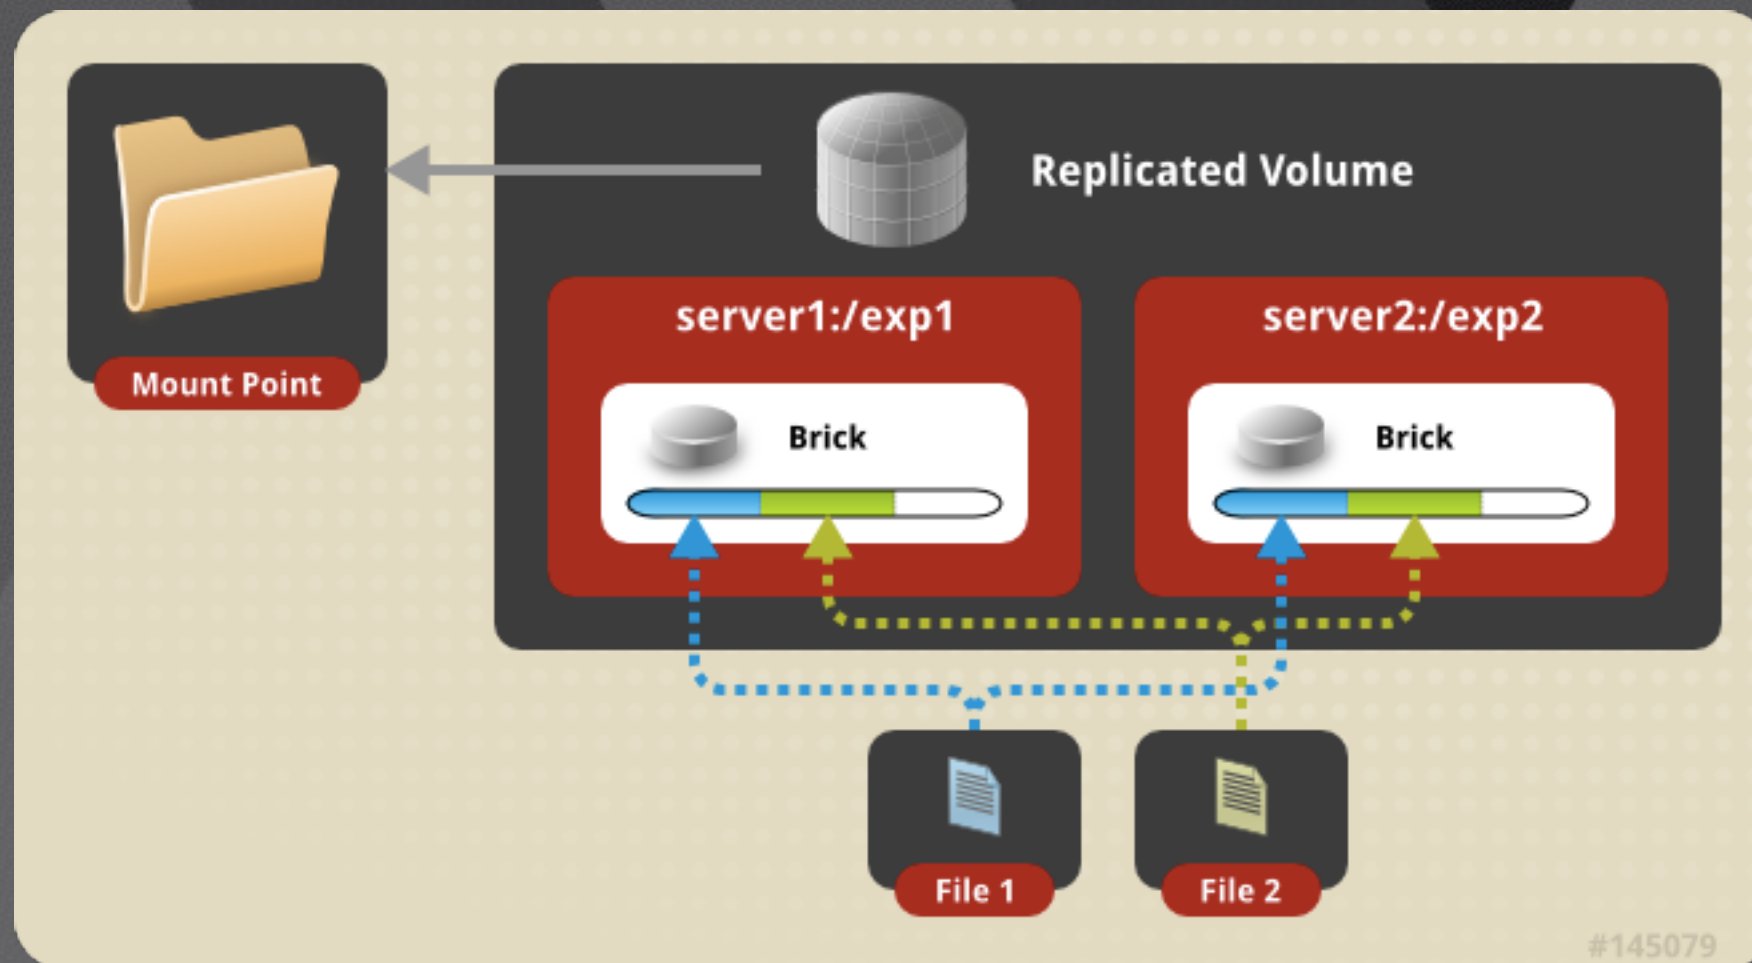 Replicated Volume
Mount Point
server1:/exp1
server2:/exp2
Brick
Brick
File 1
File 2
#145079